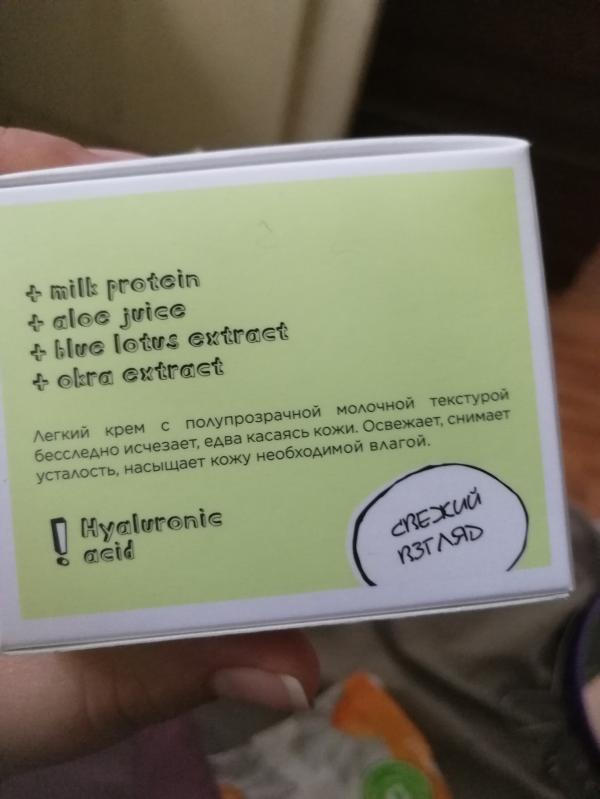 + milk protein
+ aloe juice
+ blue lotus extract
+ okra extract
Легкий крем с полупрозрачной молочной текстурой
бесследно исчезает, едва касаясь кожи. Освежает, снимает
усталость, насыщает кожу необходимой влагой.
! Hyaluronic
acid
СВЕЖИЙ
ВЗГЛЯД